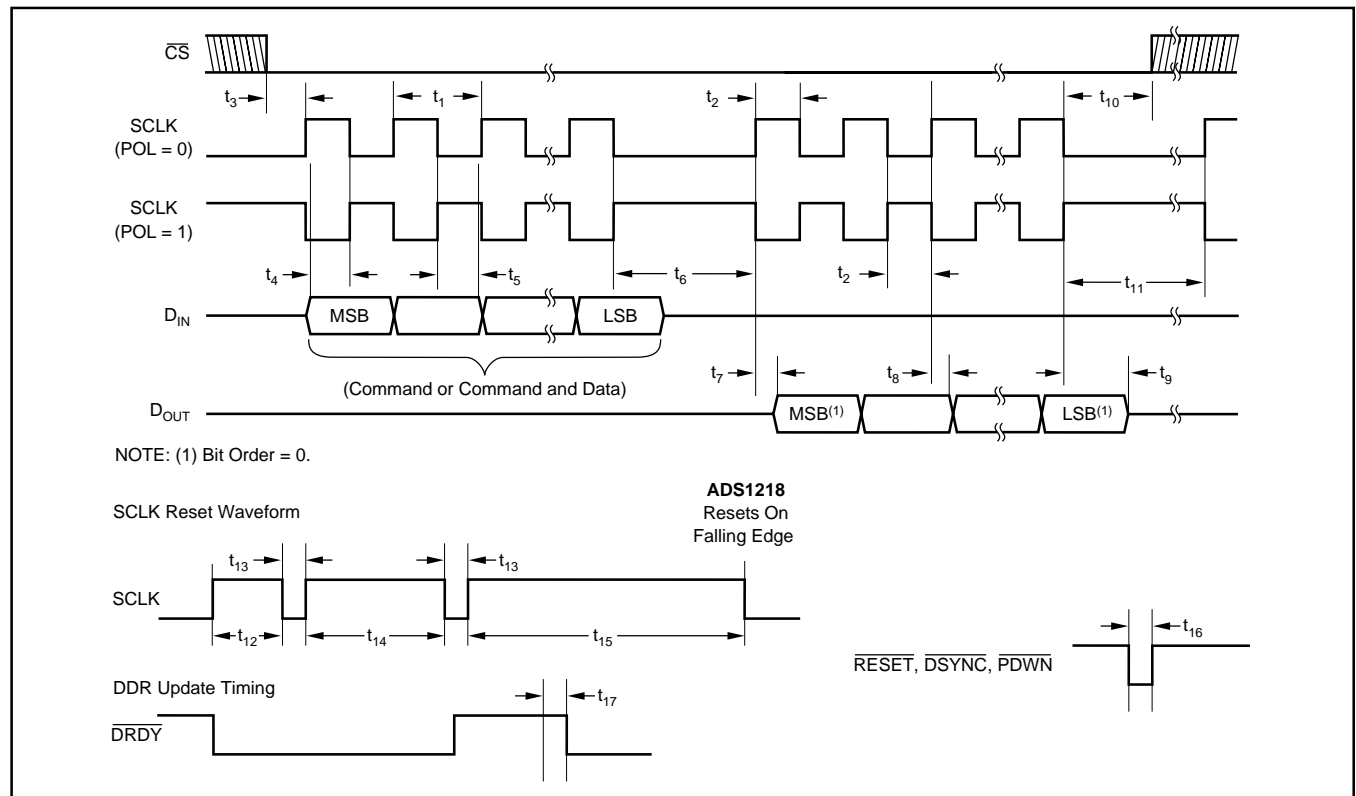 CS
t3
t1
t2
t10
SCLK
(POL = 0)
SCLK
(POL = 1)
t4
t5
t6
t2
t11
DIN
MSB
LSB
(Command or Command and Data)
t7
t8
t9
DOUT
MSB(1)
LSB(1)
NOTE: (1) Bit Order = 0.
ADS1218
Resets On
Falling Edge
SCLK Reset Waveform
t13
t13
SCLK
t12
t14
t15
t16
RESET, DSYNC, PDWN
DDR Update Timing
t17
DRDY